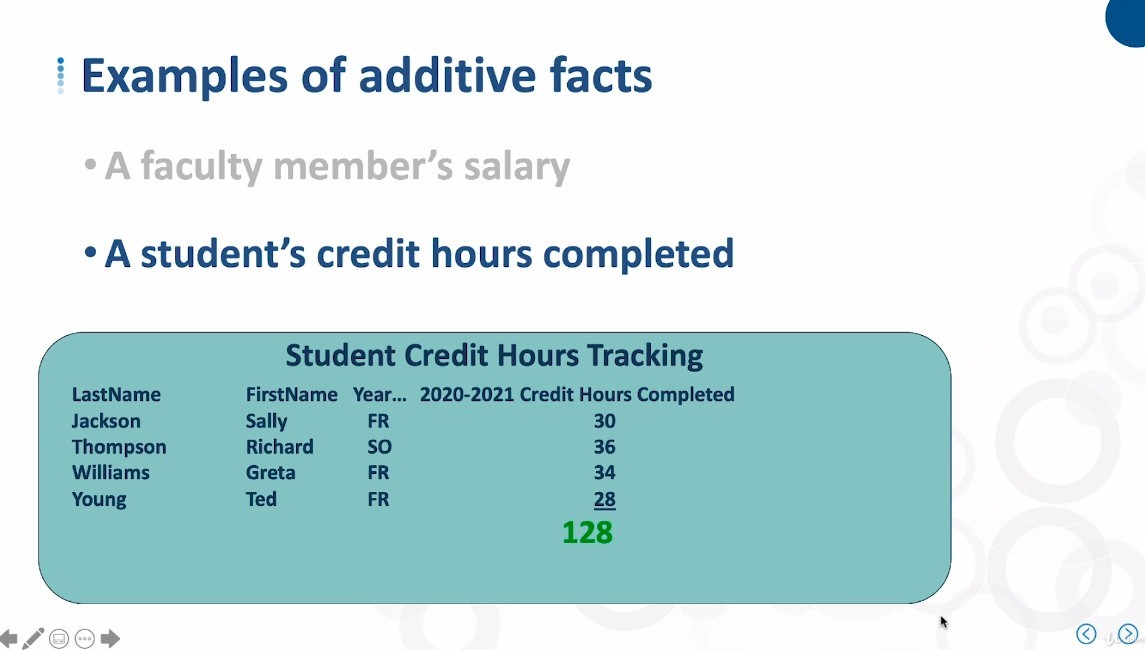 Examples of additive facts
• A faculty member's salary
• A student's credit hours completed
Student Credit Hours Tracking
LastName FirstName Year... 2020-2021 Credit Hours Completed
Jackson Sally FR 30
Thompson Richard SO 36
Williams Greta FR 34
Young Ted FR 28
128